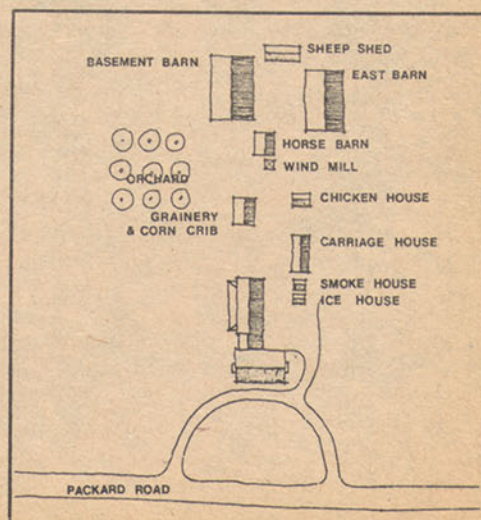 SHEEP SHED
BASEMENT BARN
EAST BARN
HORSE BARN
WIND MILL
ORCHARD
CHICKEN HOUSE
GRAINERY
& CORN CRIB
CARRIAGE HOUSE
SMOKE HOUSE
ICE HOUSE
PACKARD ROAD